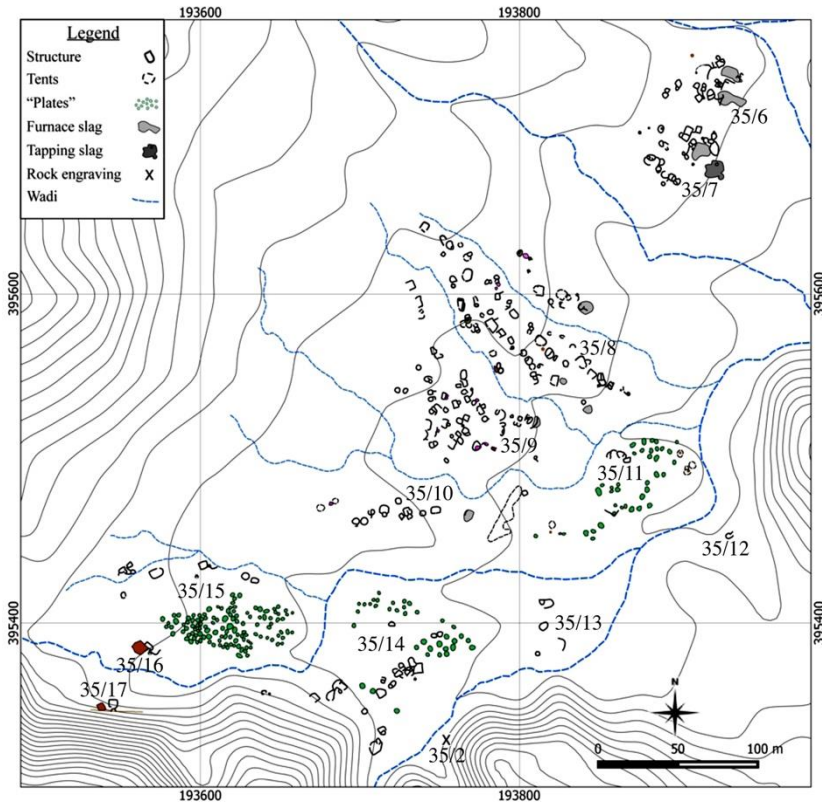 193600
193800
Legend
Structure
Tents
“Plates”
Furnace slag
Tapping slag
Rock engraving
Wadi
35/6
35/7
395600
395600
35/8
35/9
35/10
35/11
35/12
35/13
35/14
35/15
35/16
35/17
35/2
395400
395400
N
0 50 100 m
193600
193800